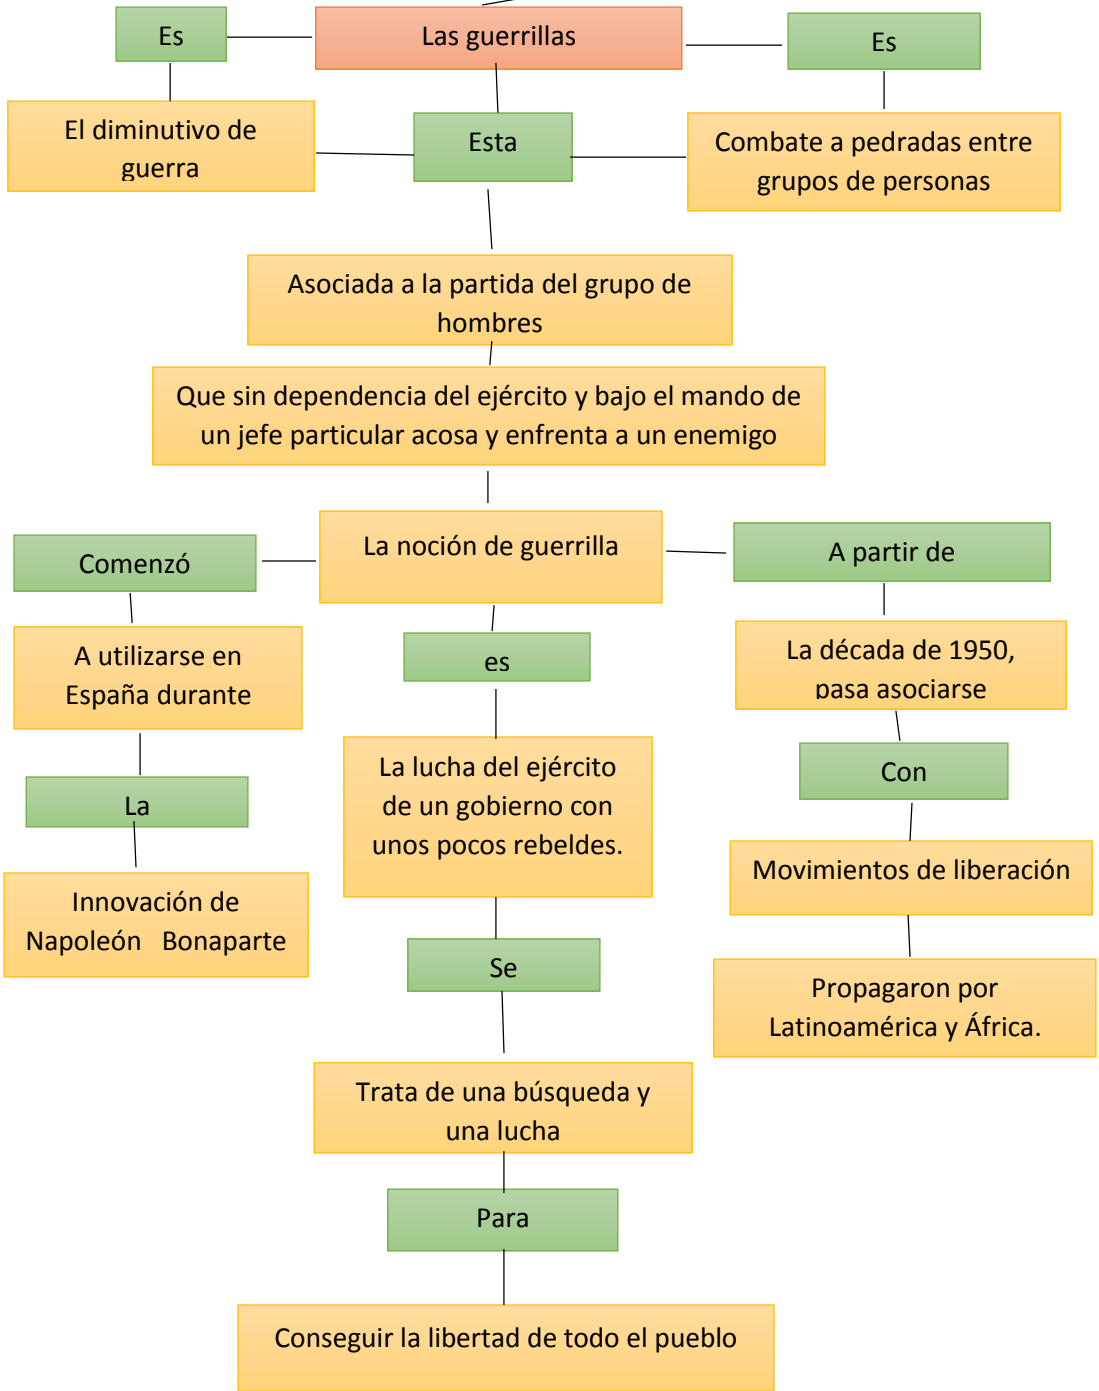 Es
Las guerrillas
Es
El diminutivo de
guerra
Esta
Combate a pedradas entre
grupos de personas
Asociada a la partida del grupo de
hombres
Que sin dependencia del ejército y bajo el mando de
un jefe particular acosa y enfrenta a un enemigo
La noción de guerrilla
Comenzó
A utilizarse en
España durante
La
Innovación de
Napoleón   Bonaparte
es
La lucha del ejército
de un gobierno con
unos pocos rebeldes.
Se
Trata de una búsqueda y
una lucha
Para
Conseguir la libertad de todo el pueblo
A partir de
La década de 1950,
pasa asociarse
Con
Movimientos de liberación
Propagaron por
Latinoamérica y África.